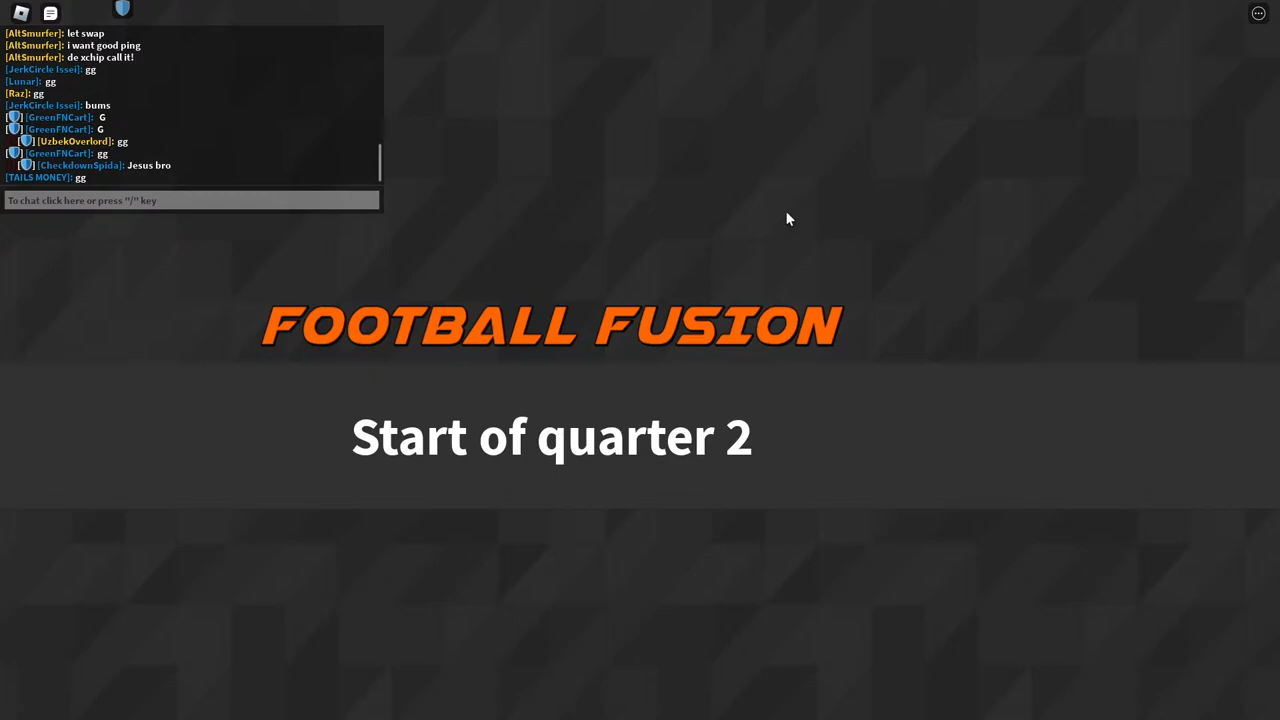 [AltSmurfer]: let swap
[AltSmurfer]: i want good ping
[AltSmurfer]: de xchip call it!
[JerkCircle Issei]: gg
[Lunar]: gg
[Raz]: gg
[JerkCircle Issei]: bums
[] [GreenFNCart]: G
[] [GreenFNCart]: G
[] [UzbekOverlord]: gg
[] [GreenFNCart]: gg
[] [CheckdownSpida]: Jesus bro
[TAILS MONEY]: gg
To chat click here or press "/" key
FOOTBALL FUSION
Start of quarter 2